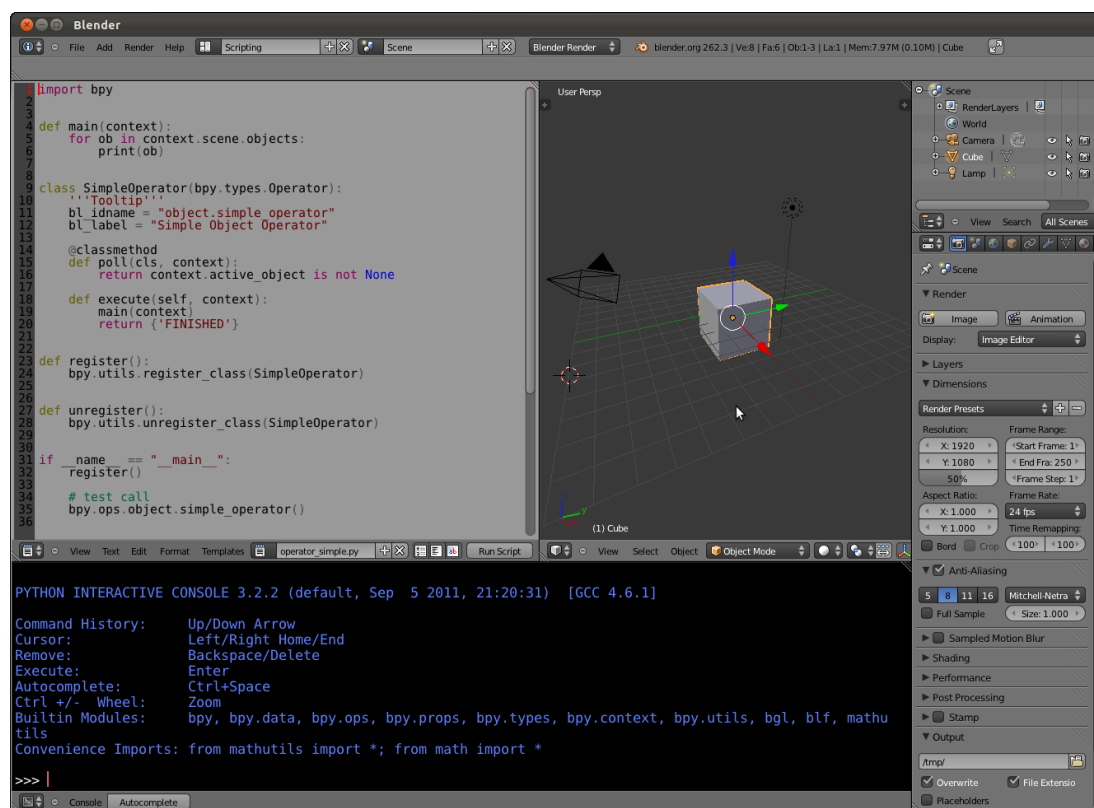 Blender
File Add Render Help Scripting Scene Blender Render blender.org 262.3 | Ve:8 | Fa:6 | Ob:1-3 | La:1 | Mem:7.97M (0.10M) | Cube
1 import bpy
2
3
4 def main(context):
5     for ob in context.scene.objects:
6         print(ob)
7
8
9 class SimpleOperator(bpy.types.Operator):
10     '''Tooltip'''
11     bl_idname = "object.simple_operator"
12     bl_label = "Simple Object Operator"
13
14     @classmethod
15     def poll(cls, context):
16         return context.active_object is not None
17
18     def execute(self, context):
19         main(context)
20         return {'FINISHED'}
21
22
23 def register():
24     bpy.utils.register_class(SimpleOperator)
25
26
27 def unregister():
28     bpy.utils.unregister_class(SimpleOperator)
29
30
31 if __name__ == "__main__":
32     register()
33
34     # test call
35     bpy.ops.object.simple_operator()
36
View Text Edit Format Templates operator_simple.py Run Script
User Persp
z
y
(1) Cube
View Select Object Object Mode
PYTHON INTERACTIVE CONSOLE 3.2.2 (default, Sep  5 2011, 21:20:31)  [GCC 4.6.1]
Command History:     Up/Down Arrow
Cursor:              Left/Right Home/End
Remove:              Backspace/Delete
Execute:             Enter
Autocomplete:        Ctrl+Space
Ctrl +/-  Wheel:     Zoom
Builtin Modules:     bpy, bpy.data, bpy.ops, bpy.props, bpy.types, bpy.context, bpy.utils, bgl, blf, mathu
tils
Convenience Imports: from mathutils import *; from math import *
>>>
Console Autocomplete
Scene
RenderLayers |
World
Camera |
Cube |
Lamp |
View Search All Scenes
Scene
Render
Image Animation
Display: Image Editor
Layers
Dimensions
Render Presets
Resolution: Frame Range:
X: 1920 Start Frame: 1
Y: 1080 End Fra: 250
50% Frame Step: 1
Aspect Ratio: Frame Rate:
X: 1.000 24 fps
Y: 1.000 Time Remapping:
Bord Crop 100 100
Anti-Aliasing
5 8 11 16 Mitchell-Netra
Full Sample Size: 1.000
Sampled Motion Blur
Shading
Performance
Post Processing
Stamp
Output
/tmp/
Overwrite File Extensio
Placeholders